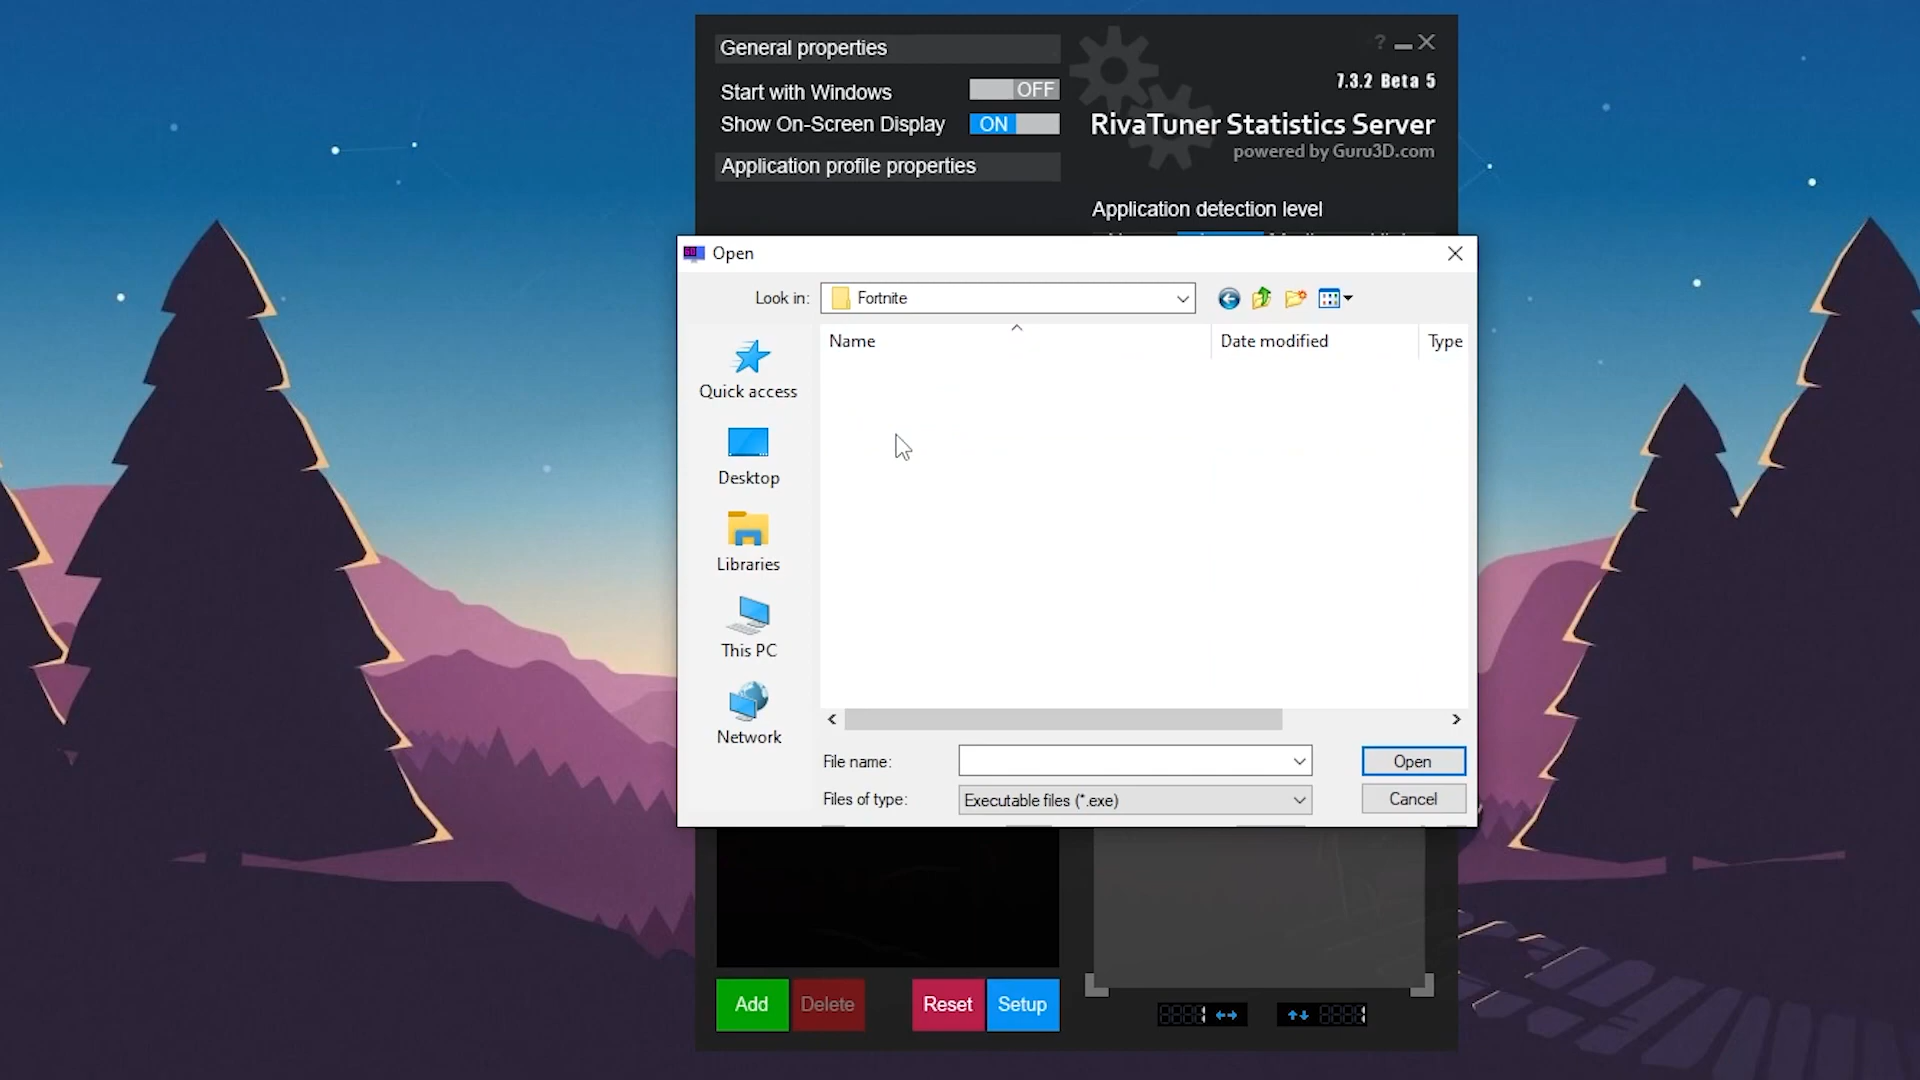 General properties
?
7.3.2 Beta 5
Start with Windows OFF
Show On-Screen Display ON
RivaTuner Statistics Server
powered by Guru3D.com
Application profile properties
Application detection level
Open
Look in: Fortnite
Name Date modified Type
Quick access
Desktop
Libraries
This PC
Network
File name: Open
Files of type: Executable files (*.exe) Cancel
Add Delete Reset Setup